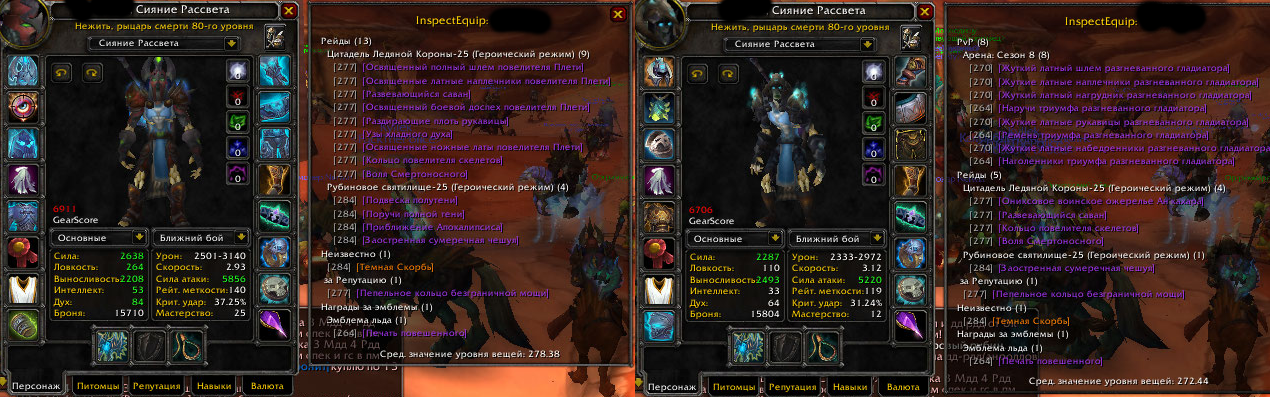 Сияние Рассвета
Нежить, рыцарь смерти 80-го уровня
Сияние Рассвета
6911
GearScore
Основные
Ближний бой
Сила: 2638
Ловкость: 264
Выносливость: 2208
Интеллект: 53
Дух: 84
Броня: 15710
Урон: 2501-3140
Скорость: 2.93
Сила атаки: 5856
Рейт. меткости: 140
Крит. удар: 37.25%
Мастерство: 25
Персонаж
Питомцы
Репутация
Навыки
Валюта
InspectEquip:
Рейды (13)
Цитадель Ледяной Короны-25 (Героический режим) (9)
[277] [Освященный полный шлем повелителя Плети]
[277] [Освященные латные наплечники повелителя Плети]
[277] [Развевающийся саван]
[277] [Освященный боевой доспех повелителя Плети]
[277] [Раздирающие плоть рукавицы]
[277] [Узы хладного духа]
[277] [Освященные ножные латы повелителя Плети]
[277] [Кольцо повелителя скелетов]
[277] [Воля Смертоносного]
Рубиновое святилище-25 (Героический режим) (4)
[284] [Подвеска полутени]
[284] [Поручи полной тени]
[284] [Приближение Апокалипсиса]
[284] [Заостренная сумеречная чешуя]
Неизвестно (1)
[284] [Темная Скорбь]
за Репутацию (1)
[277] [Пепельное кольцо безграничной мощи]
Награды за эмблемы (1)
Эмблема льда (1)
[264] [Печать повешенного]
Сред. значение уровня вещей: 278.38
Сияние Рассвета
Нежить, рыцарь смерти 80-го уровня
Сияние Рассвета
6706
GearScore
Основные
Ближний бой
Сила: 2287
Ловкость: 110
Выносливость: 2493
Интеллект: 33
Дух: 64
Броня: 15804
Урон: 2333-2972
Скорость: 3.12
Сила атаки: 5220
Рейт. меткости: 119
Крит. удар: 31.24%
Мастерство: 12
Персонаж
Питомцы
Репутация
Навыки
Валюта
InspectEquip:
PvP (8)
Арена: Сезон 8 (8)
[270] [Жуткий латный шлем разгневанного гладиатора]
[270] [Жуткие латные наплечники разгневанного гладиатора]
[270] [Жуткий латный нагрудник разгневанного гладиатора]
[264] [Наручи триумфа разгневанного гладиатора]
[270] [Жуткие латные рукавицы разгневанного гладиатора]
[264] [Ремень триумфа разгневанного гладиатора]
[270] [Жуткие латные набедренники разгневанного гладиатора]
[264] [Наголенники триумфа разгневанного гладиатора]
Рейды (5)
Цитадель Ледяной Короны-25 (Героический режим) (4)
[277] [Ониксовое воинское ожерелье Ан'кахара]
[277] [Развевающийся саван]
[277] [Кольцо повелителя скелетов]
[277] [Воля Смертоносного]
Рубиновое святилище-25 (Героический режим) (1)
[284] [Заостренная сумеречная чешуя]
за Репутацию (1)
[277] [Пепельное кольцо безграничной мощи]
Неизвестно (1)
[284] [Темная Скорбь]
Награды за эмблемы (1)
Эмблема льда (1)
[264] [Печать повешенного]
Сред. значение уровня вещей: 272.44